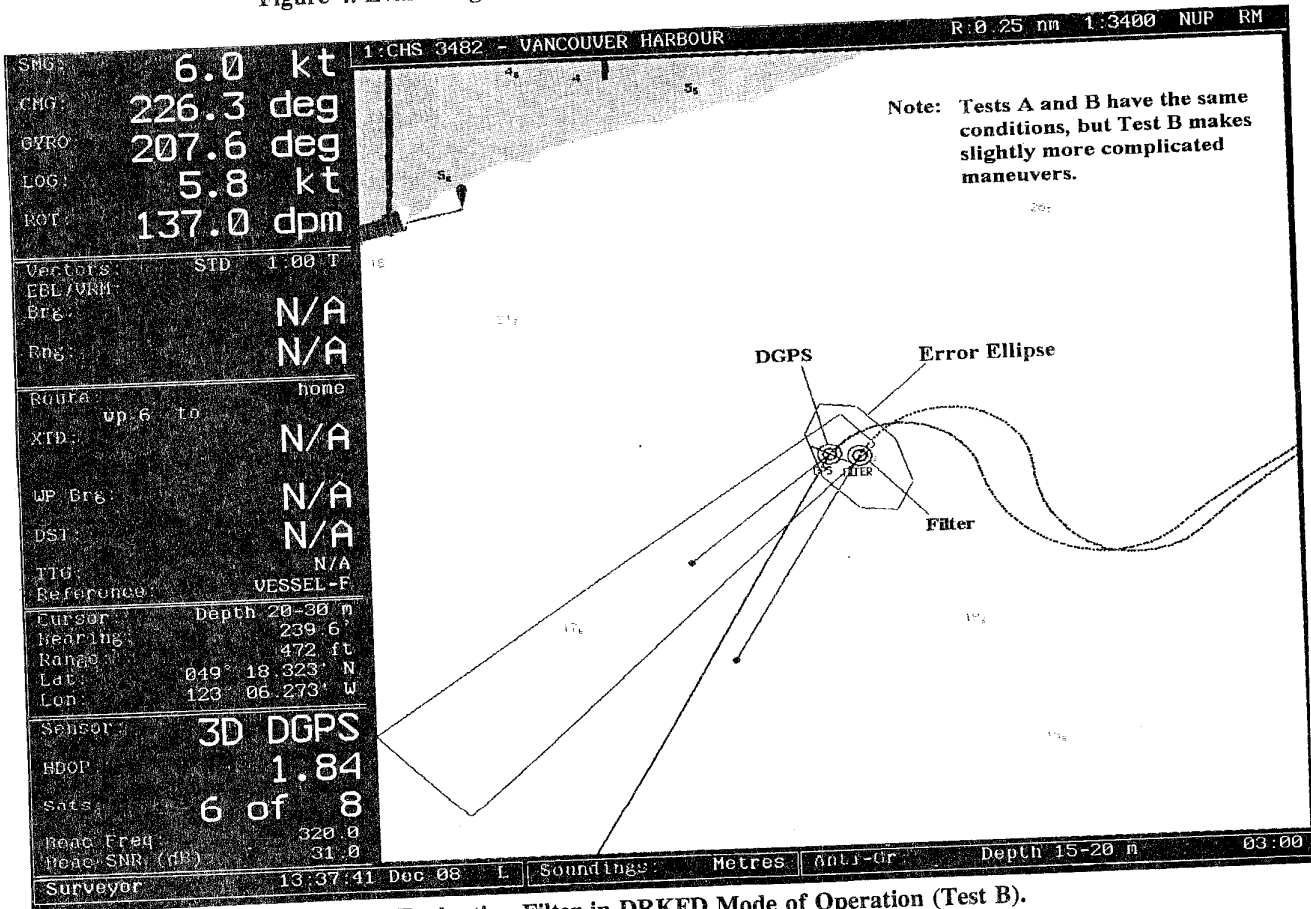 1:CHS 3482 - VANCOUVER HARBOUR R:0.25 nm 1:3400 NUP RM
SMG: 6.0 kt
CMG: 226.3 deg
GYRO 207.6 deg
LOG: 5.8 kt
ROT: 137.0 dpm
Vectors: STD 1:00 T
EBL/VRM:
Brg: N/A
Rng: N/A
Route: home
wp 6 to
XTD: N/A
WP Brg: N/A
DST: N/A
TTG: N/A
Reference: VESSEL-F
Cursor Depth 20-30 m
Bearing: 239.6°
Range: 472 ft
Lat: 049° 18.323' N
Lon: 123° 06.273' W
Sensor: 3D DGPS
HDOP 1.84
Sats: 6 of 8
Freq: 320.0
SNR (dB) 31.0
Note: Tests A and B have the same
conditions, but Test B makes
slightly more complicated
maneuvers.
DGPS
Error Ellipse
GPS FILTER
Filter
Surveyor 13:37:41 Dec 08 L Soundings: Metres Depth 15-20 m 03:00
Filter in DRKFD Mode of Operation (Test B).